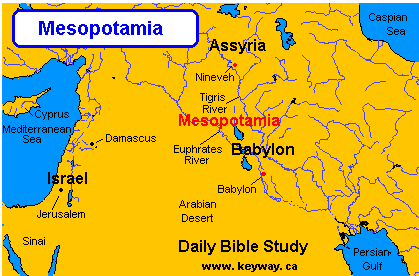 Mesopotamia
Caspian
Sea
Assyria
Nineveh
Tigris
River
Cyprus
Mesopotamia
Mediterranean
Sea
Damascus
Euphrates
River
Babylon
Israel
Babylon
Jerusalem
Arabian
Desert
Sinai
Daily Bible Study
Persian
Gulf
www.keyway.ca